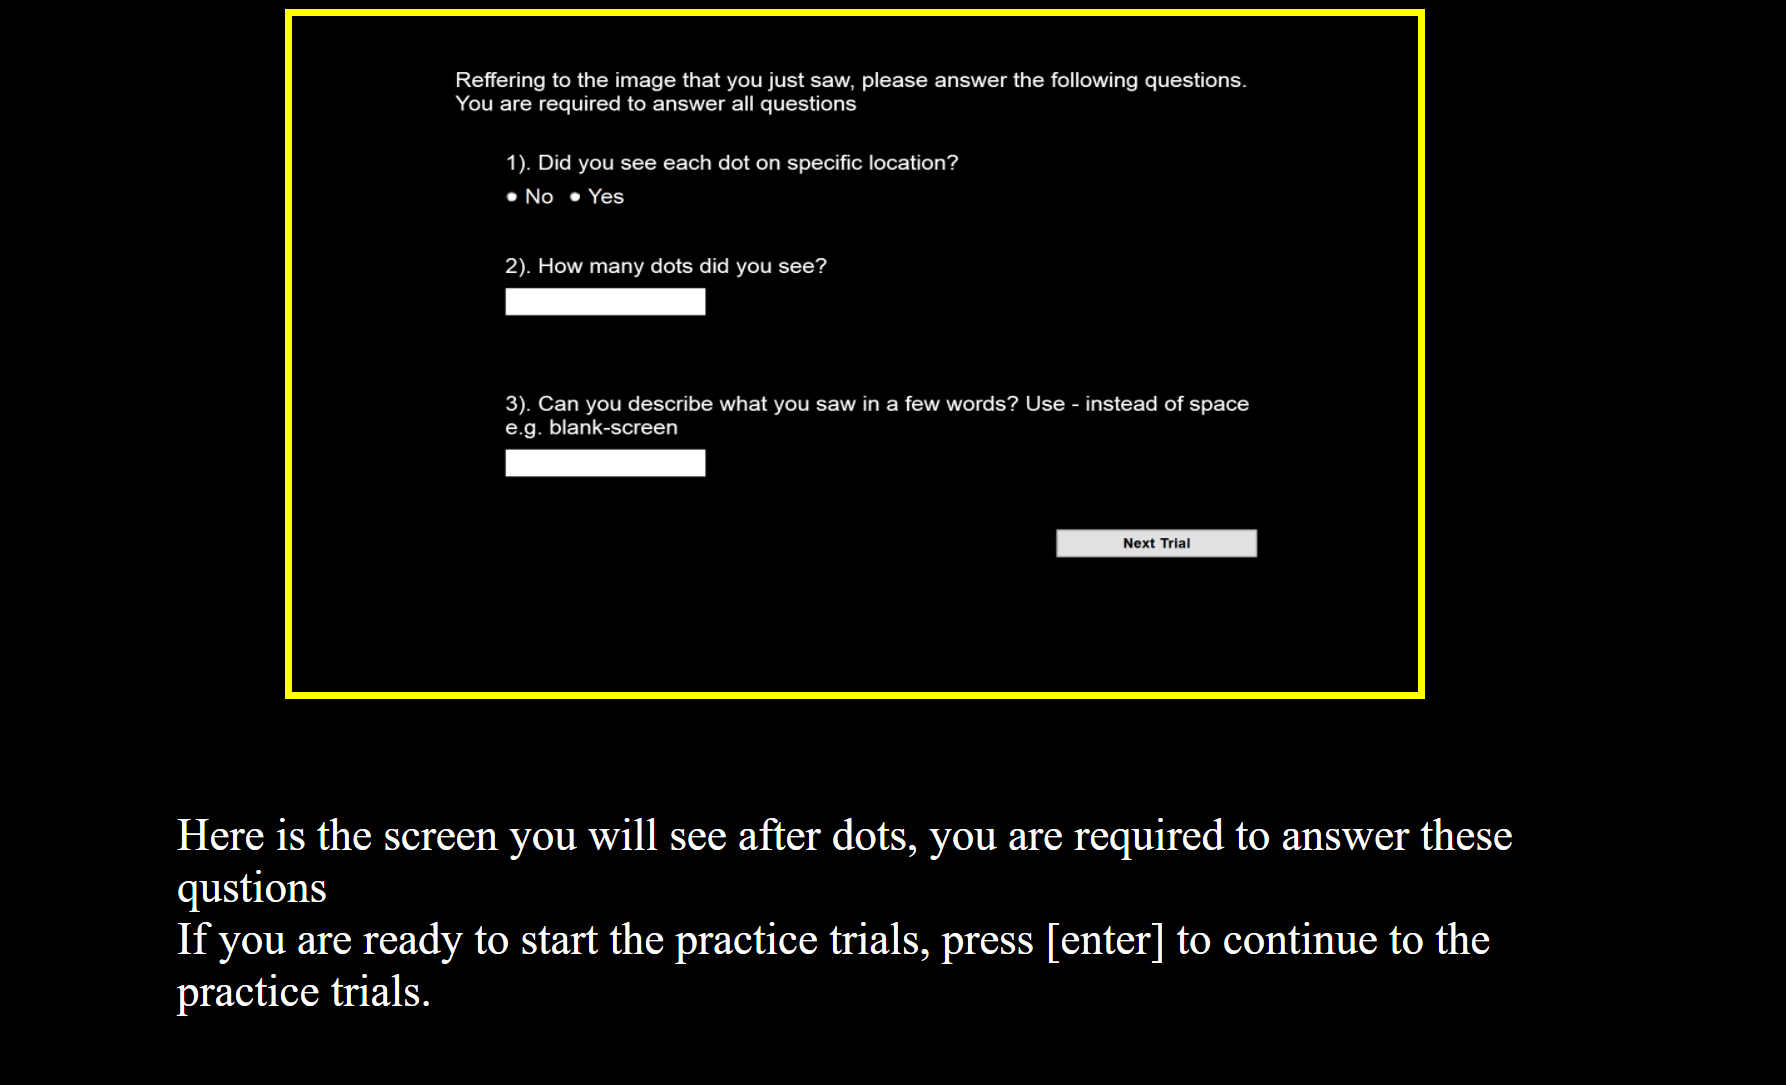 Reffering to the image that you just saw, please answer the following questions.
You are required to answer all questions
1). Did you see each dot on specific location?
No Yes
2). How many dots did you see?
3). Can you describe what you saw in a few words? Use - instead of space
e.g. blank-screen
Next Trial
Here is the screen you will see after dots, you are required to answer these
qustions
If you are ready to start the practice trials, press [enter] to continue to the
practice trials.